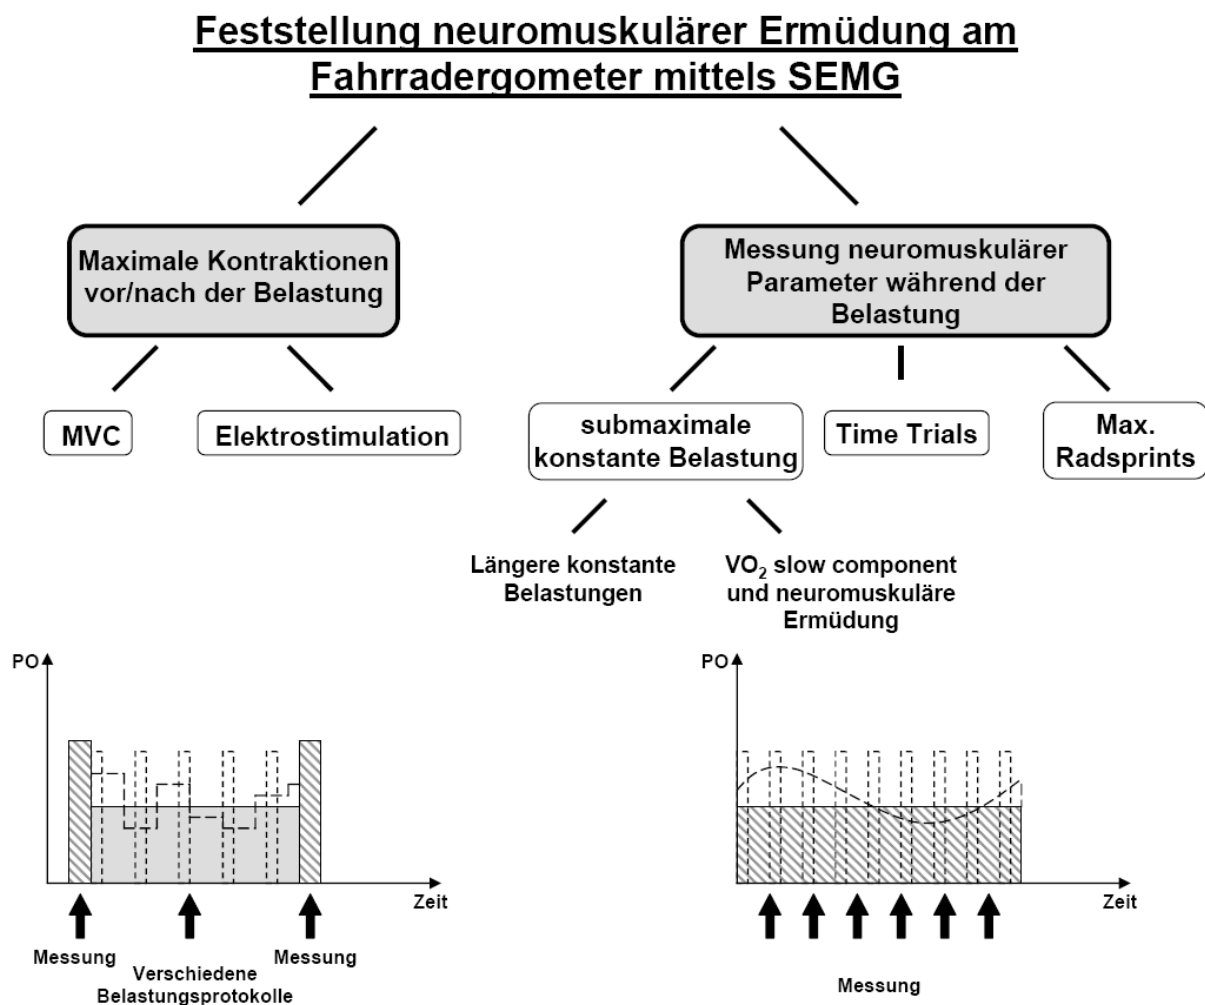 Feststellung neuromuskulärer Ermüdung am
Fahrradergometer mittels SEMG
Maximale Kontraktionen
vor/nach der Belastung
Messung neuromuskulärer
Parameter während der
Belastung
MVC
Elektrostimulation
submaximale
konstante Belastung
Time Trials
Max.
Radsprints
Längere konstante
Belastungen
VO₂ slow component
und neuromuskuläre
Ermüdung
PO
Zeit
Messung
Verschiedene
Belastungsprotokolle
Messung
PO
Zeit
Messung